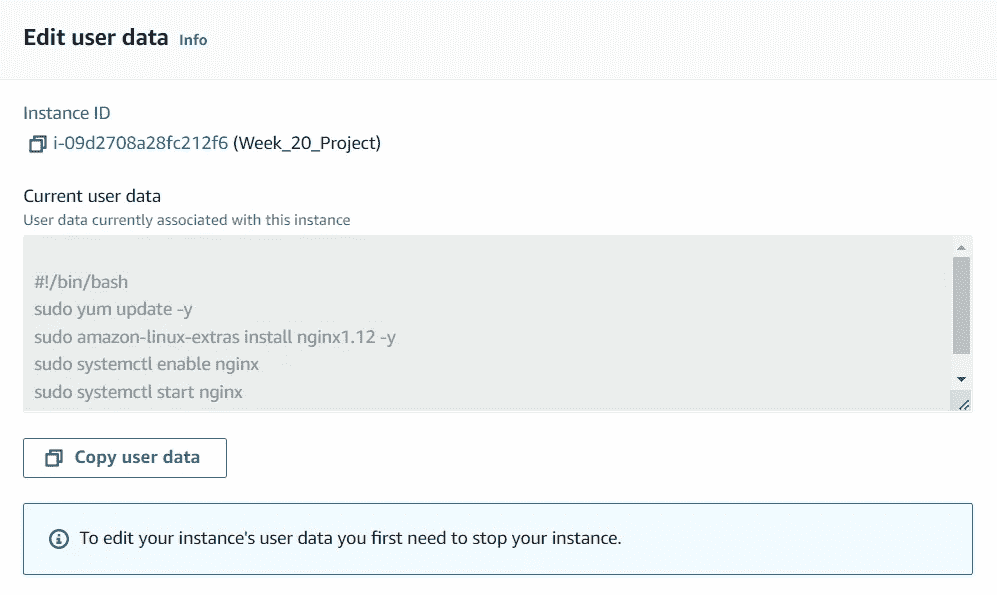 Edit user data Info
Instance ID
i-09d2708a28fc212f6 (Week_20_Project)
Current user data
User data currently associated with this instance
#!/bin/bash
sudo yum update -y
sudo amazon-linux-extras install nginx1.12 -y
sudo systemctl enable nginx
sudo systemctl start nginx
Copy user data
To edit your instance's user data you first need to stop your instance.